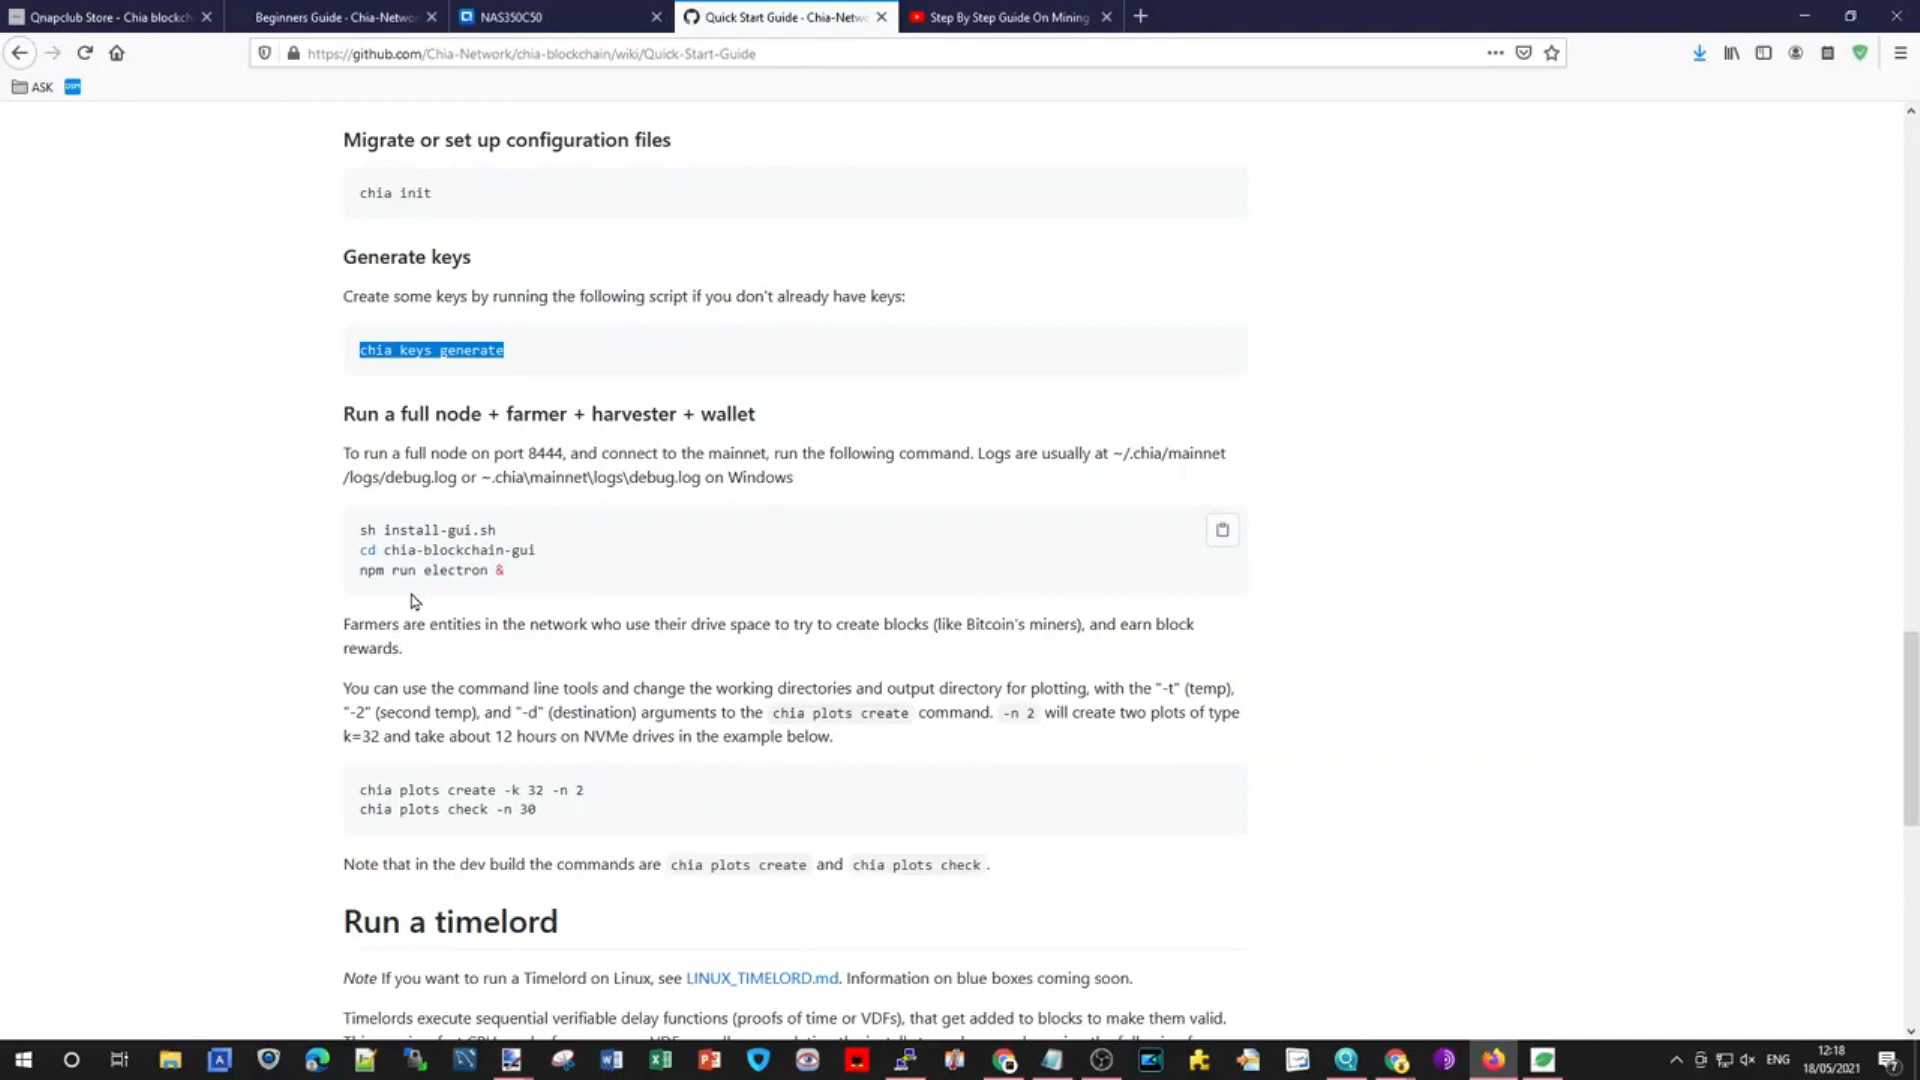 Qnapclub Store - Chia blockch
Beginners Guide - Chia-Networ
NAS350C50
Quick Start Guide - Chia-Netwo
Step By Step Guide On Mining
https://github.com/Chia-Network/chia-blockchain/wiki/Quick-Start-Guide
ASK
DSM
Migrate or set up configuration files
chia init
Generate keys
Create some keys by running the following script if you don't already have keys:
chia keys generate
Run a full node + farmer + harvester + wallet
To run a full node on port 8444, and connect to the mainnet, run the following command. Logs are usually at ~/.chia/mainnet
/logs/debug.log or ~.chia\mainnet\logs\debug.log on Windows
sh install-gui.sh
cd chia-blockchain-gui
npm run electron &
Farmers are entities in the network who use their drive space to try to create blocks (like Bitcoin's miners), and earn block
rewards.
You can use the command line tools and change the working directories and output directory for plotting, with the "-t" (temp),
"-2" (second temp), and "-d" (destination) arguments to the chia plots create command. -n 2 will create two plots of type
k=32 and take about 12 hours on NVMe drives in the example below.
chia plots create -k 32 -n 2
chia plots check -n 30
Note that in the dev build the commands are chia plots create and chia plots check .
Run a timelord
Note If you want to run a Timelord on Linux, see LINUX_TIMELORD.md. Information on blue boxes coming soon.
Timelords execute sequential verifiable delay functions (proofs of time or VDFs), that get added to blocks to make them valid.
ENG
12:18
18/05/2021
7